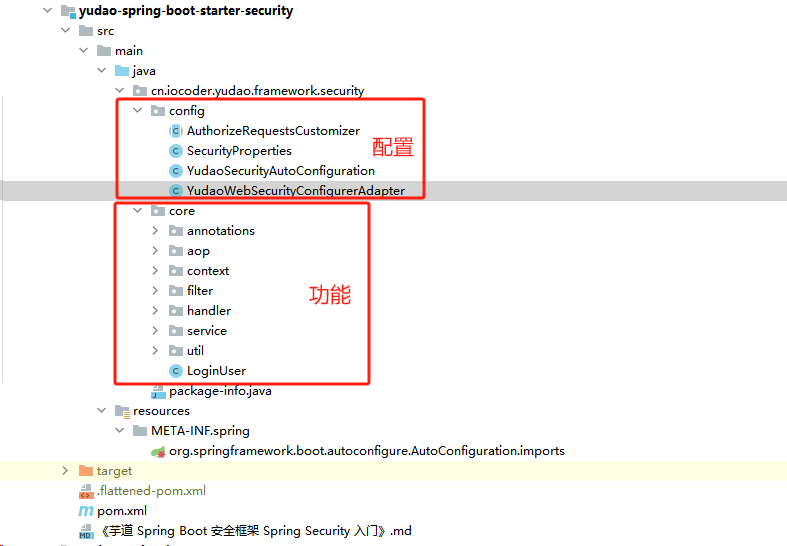 yudao-spring-boot-starter-security
src
main
java
cn.iocoder.yudao.framework.security
config
AuthorizeRequestsCustomizer
SecurityProperties
配置
YudaoSecurityAutoConfiguration
YudaoWebSecurityConfigurerAdapter
core
annotations
aop
context
filter
功能
handler
service
util
LoginUser
package-info.java
resources
META-INF.spring
org.springframework.boot.autoconfigure.AutoConfiguration.imports
target
.flattened-pom.xml
pom.xml
《芋道 Spring Boot 安全框架 Spring Security 入门》.md